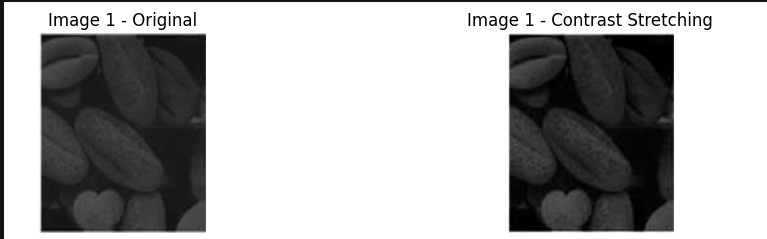 Image 1 - Original
Image 1 - Contrast Stretching